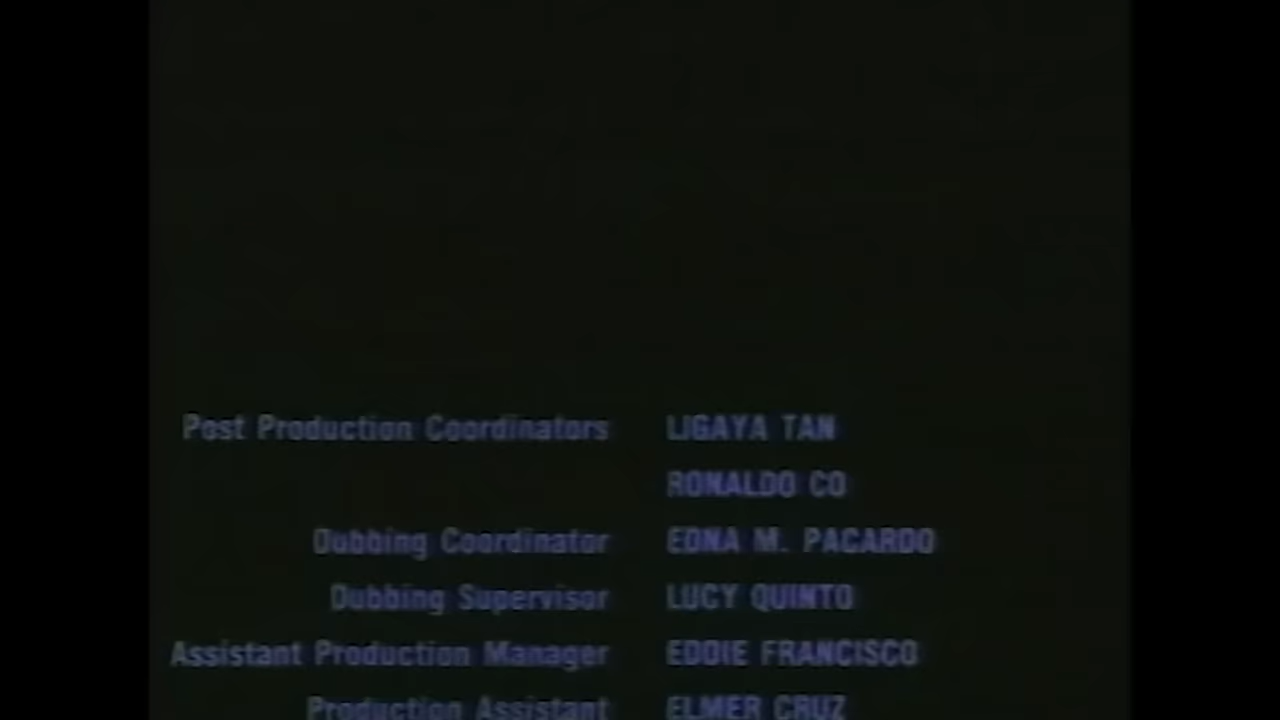 Post Production Coordinators LIGAYA TAN
RONALDO CO
Dubbing Coordinator EDNA M. PACARDO
Dubbing Supervisor LUCY QUINTO
Assistant Production Manager EDDIE FRANCISCO
Production Assistant ELMER CRUZ